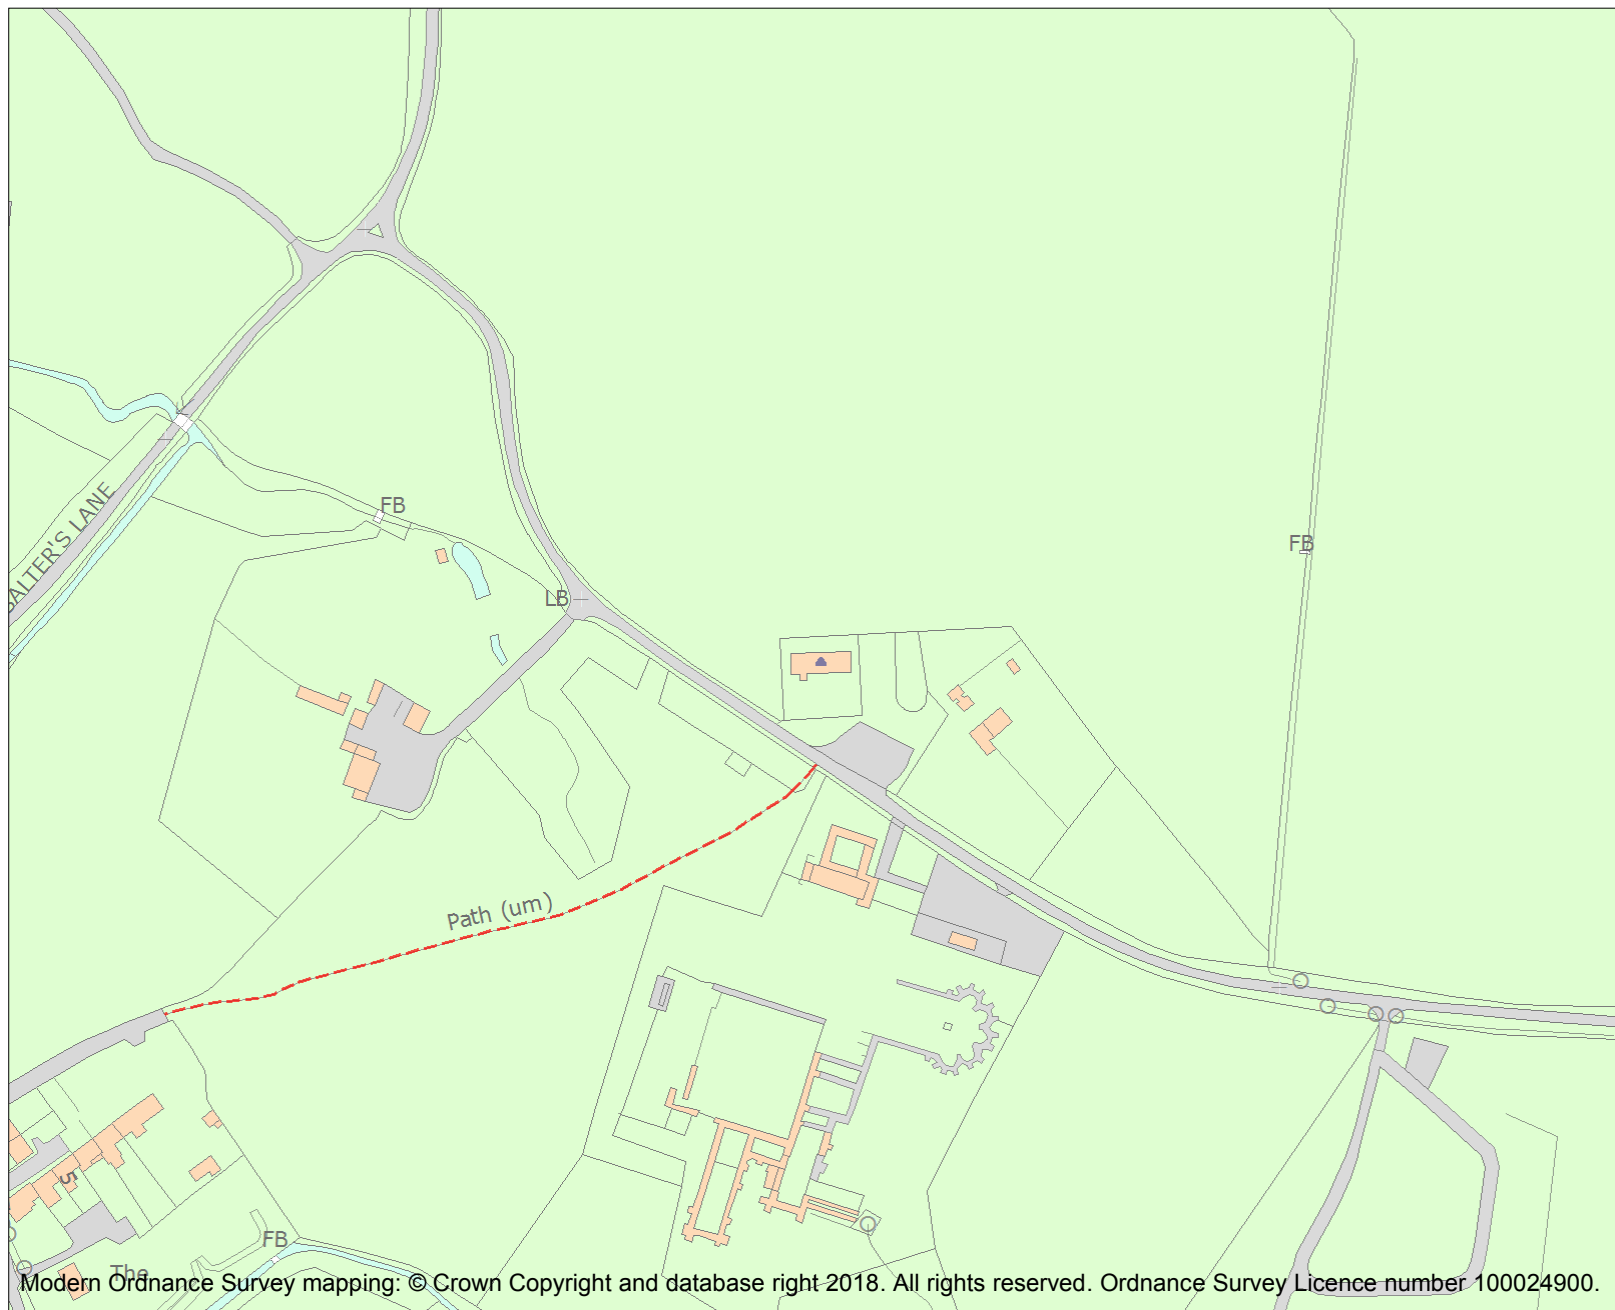 FB
SALTER'S LANE
FB
LB
Path (um)
5
FB
The
Modern Ordnance Survey mapping: © Crown Copyright and database right 2018. All rights reserved. Ordnance Survey Licence number 100024900.